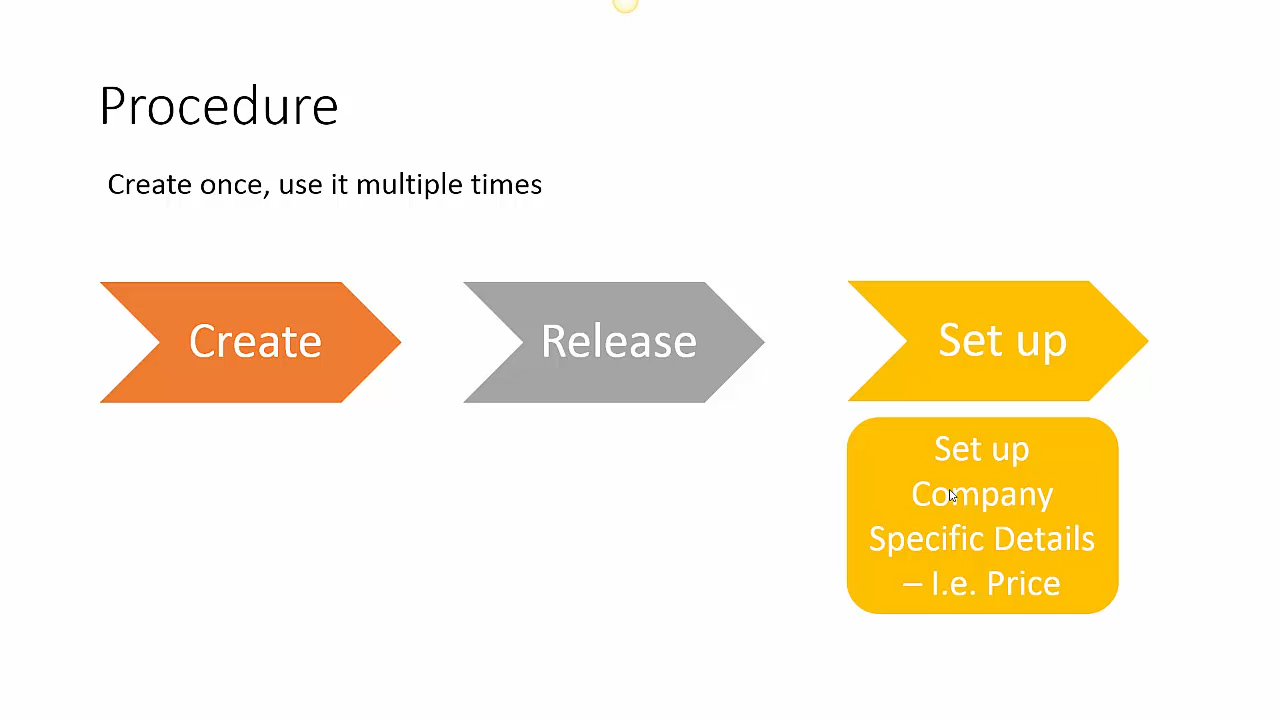 Procedure
Create once, use it multiple times
Create
Release
Set up
Set up
Company
Specific Details
– I.e. Price